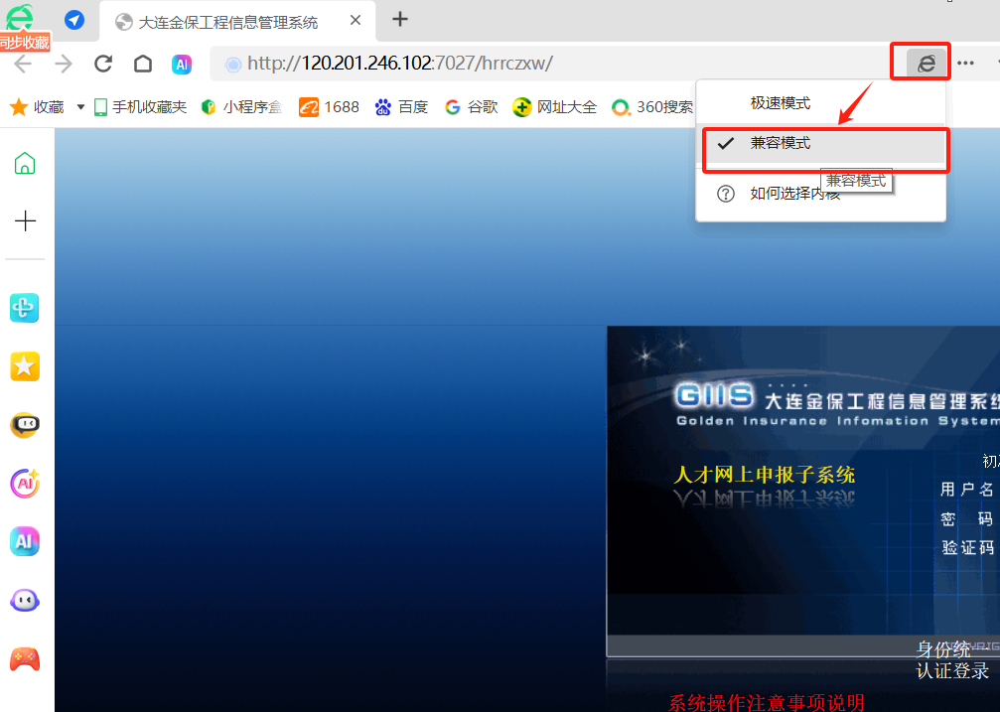 同步收藏
大连金保工程信息管理系统
AI
http://120.201.246.102:7027/hrrczxw/
收藏 手机收藏夹 小程序盒 1688 百度 谷歌 网址大全 360搜索
极速模式
兼容模式
兼容模式
如何选择内核
AI
AI
GIIS 大连金保工程信息管理系统
Golden Insurance Infomation System
人才网上申报子系统
初
用户名
密 码
验证码
身份统一
认证登录
系统操作注意事项说明